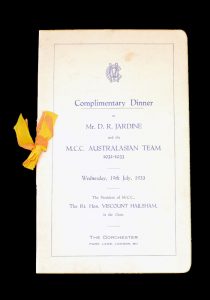 Complimentary Dinner
to
Mr. D. R. JARDINE
and the
M.C.C. AUSTRALASIAN TEAM
1932-1933
Wednesday, 19th July, 1933
The President of M.C.C.,
The Rt. Hon. VISCOUNT HAILSHAM,
in the Chair.
THE DORCHESTER
PARK LANE, LONDON, W.1